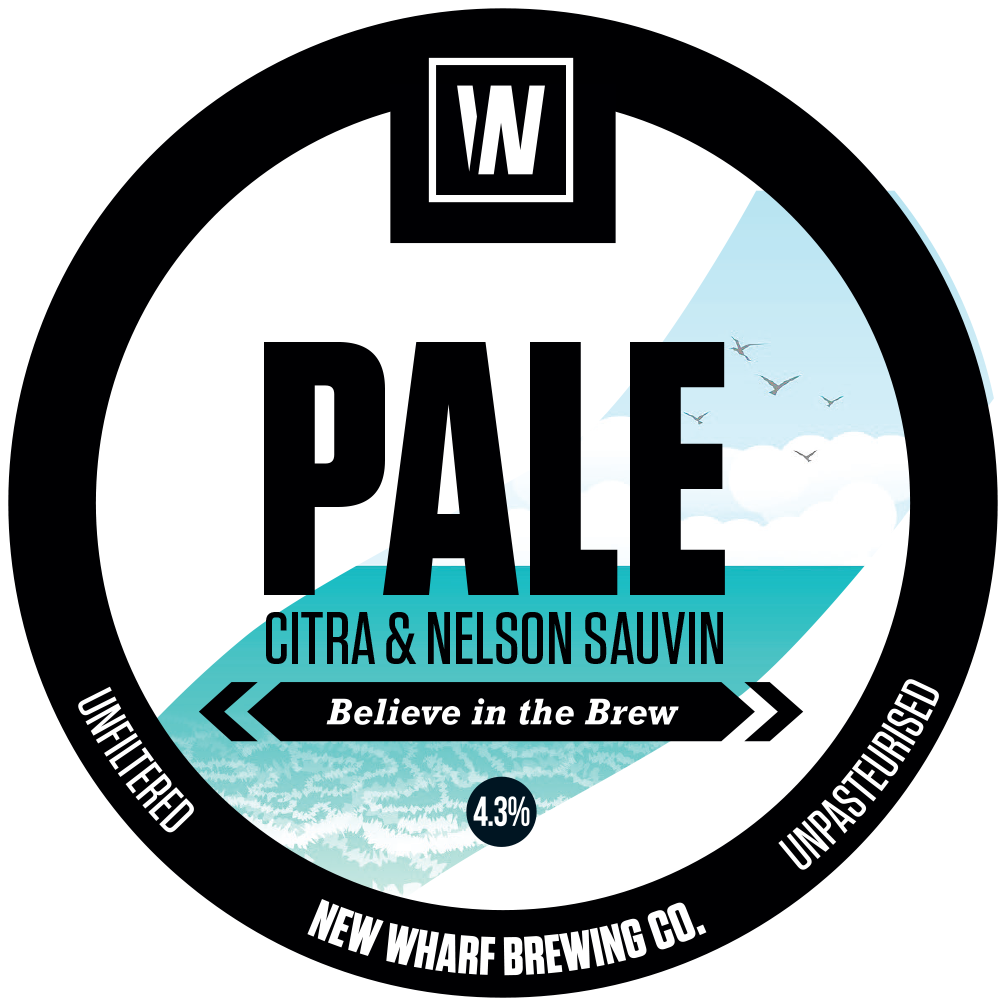 W
PALE
CITRA & NELSON SAUVIN
Believe in the Brew
4.3%
UNFILTERED
NEW WHARF BREWING CO.
UNPASTEURISED